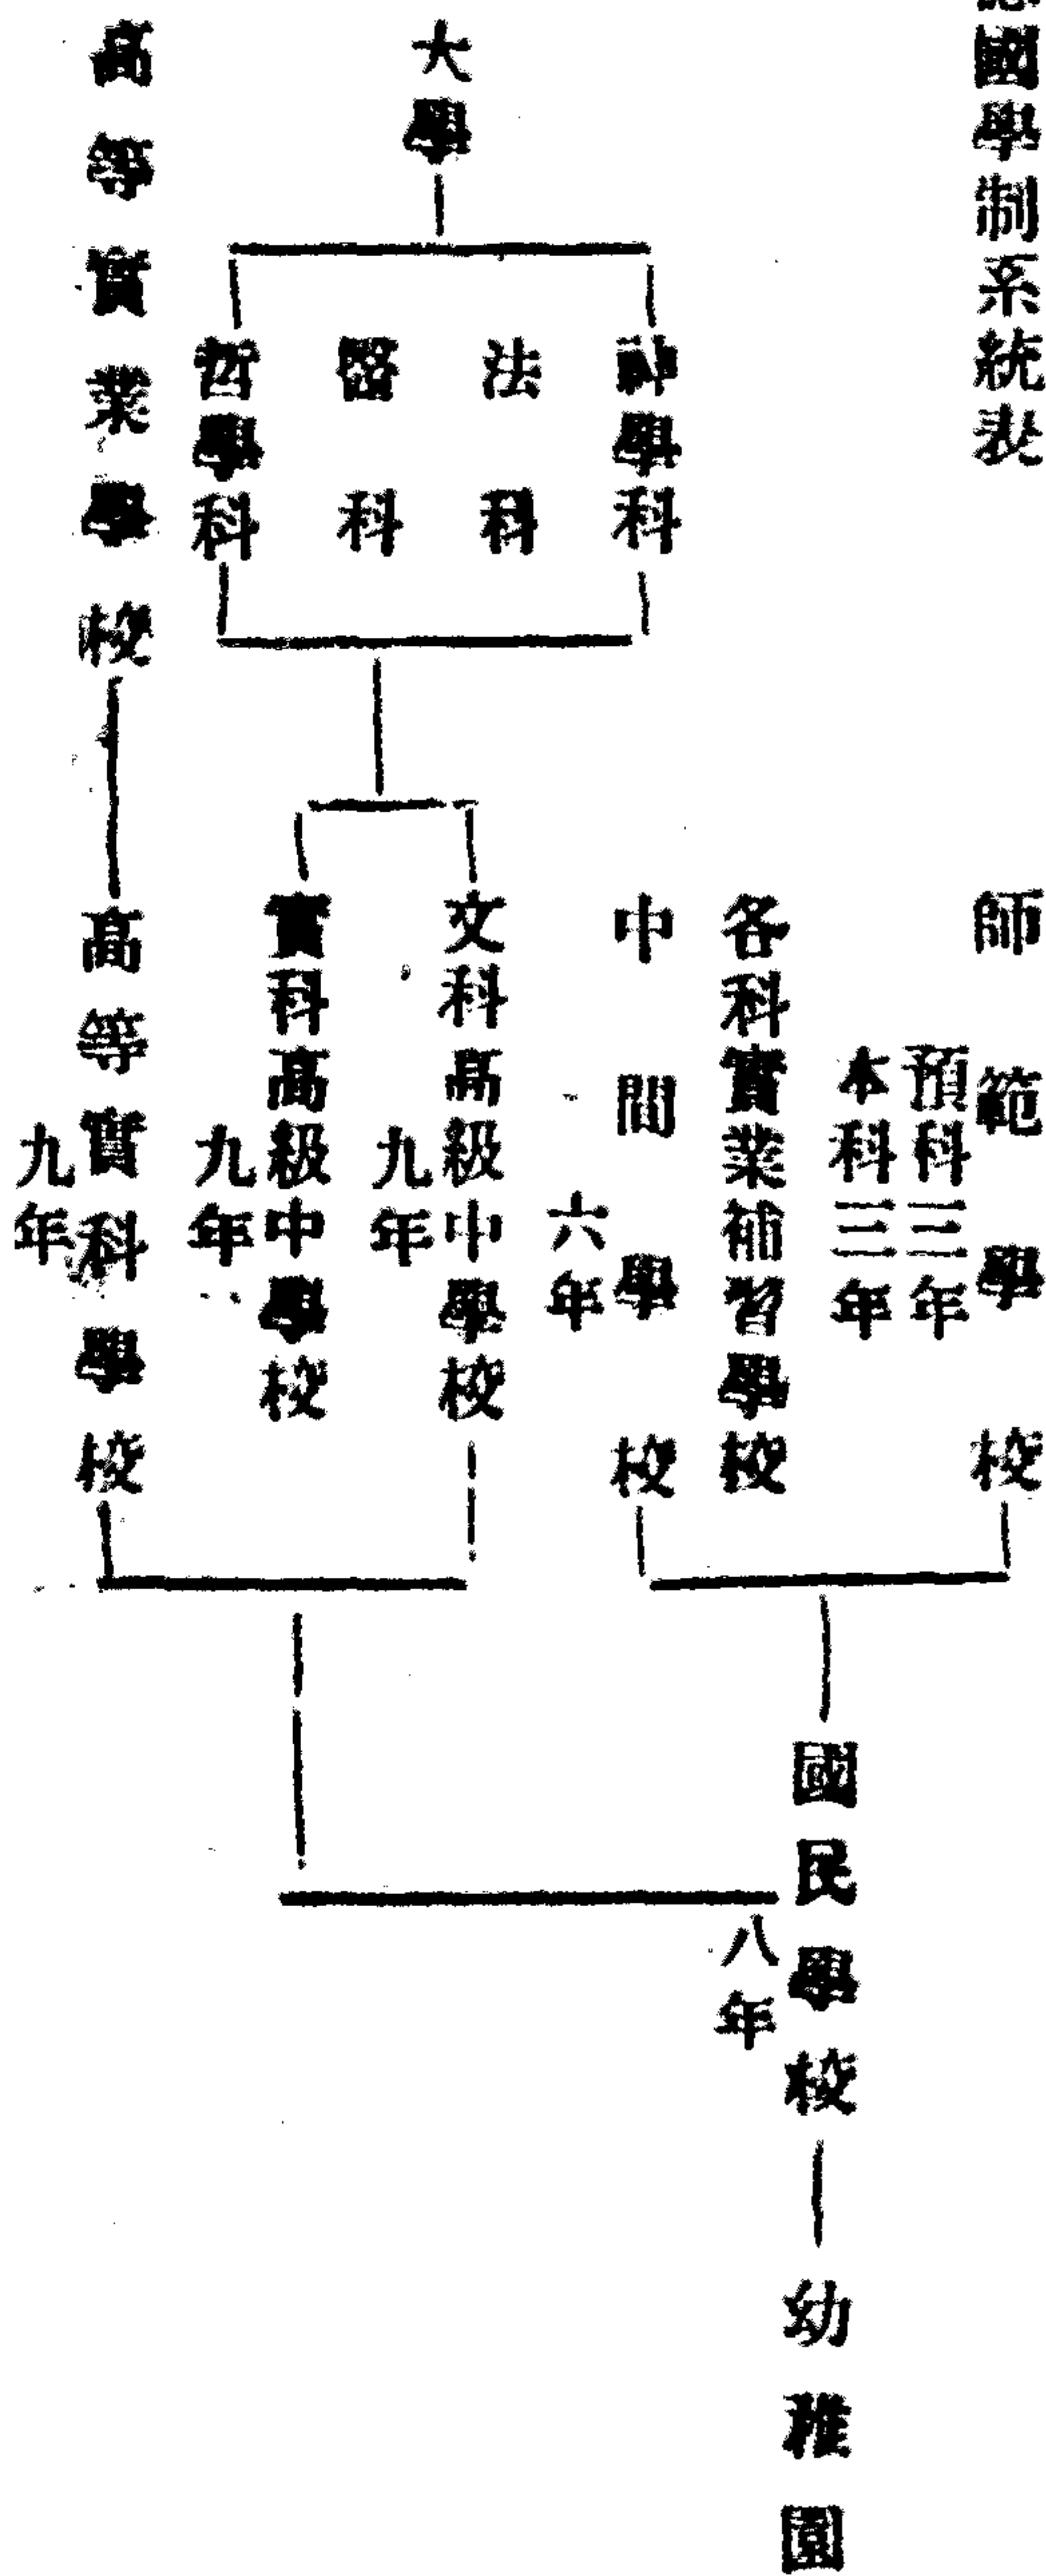 國學制系統表
師範學校
預科三年
本科三年
各科實業補習學校
中間學校
六年
國民學校
八年
幼稚園
神學科
法科
醫科
哲學科
大學
文科高級中學校
九年
實科高級中學校
九年
高等實業學校
高等實科學校
九年